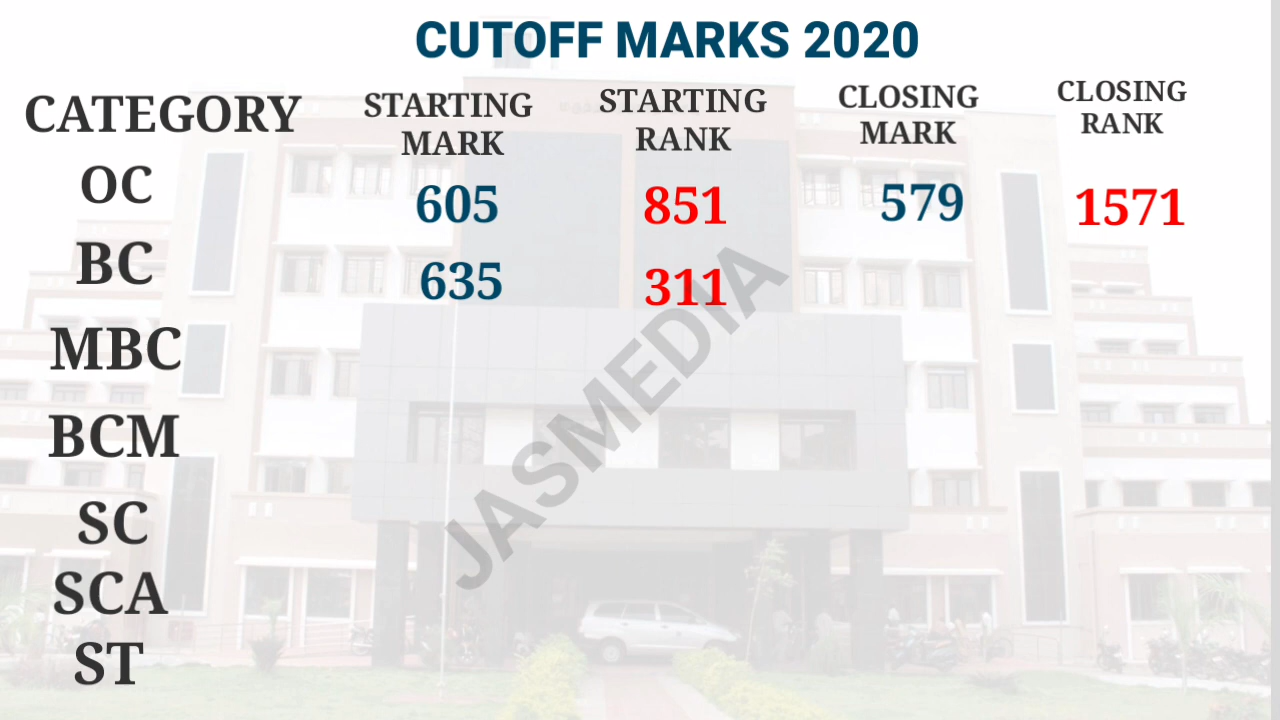 CUTOFF MARKS 2020
CATEGORY STARTING MARK STARTING RANK CLOSING MARK CLOSING RANK
OC 605 851 579 1571
BC 635 311
MBC
BCM
SC
SCA
ST
JASMEDIA